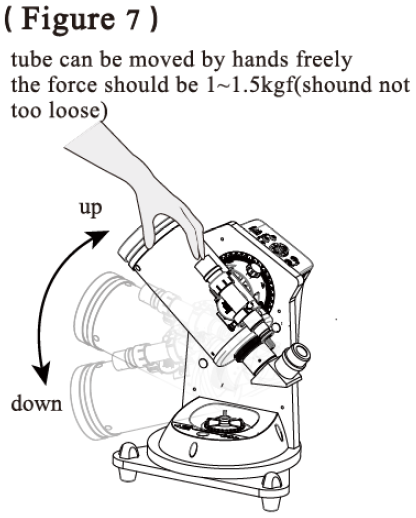 ( Figure 7 )
tube can be moved by hands freely
the force should be 1~1.5kgf(shound not
too loose)
up
down